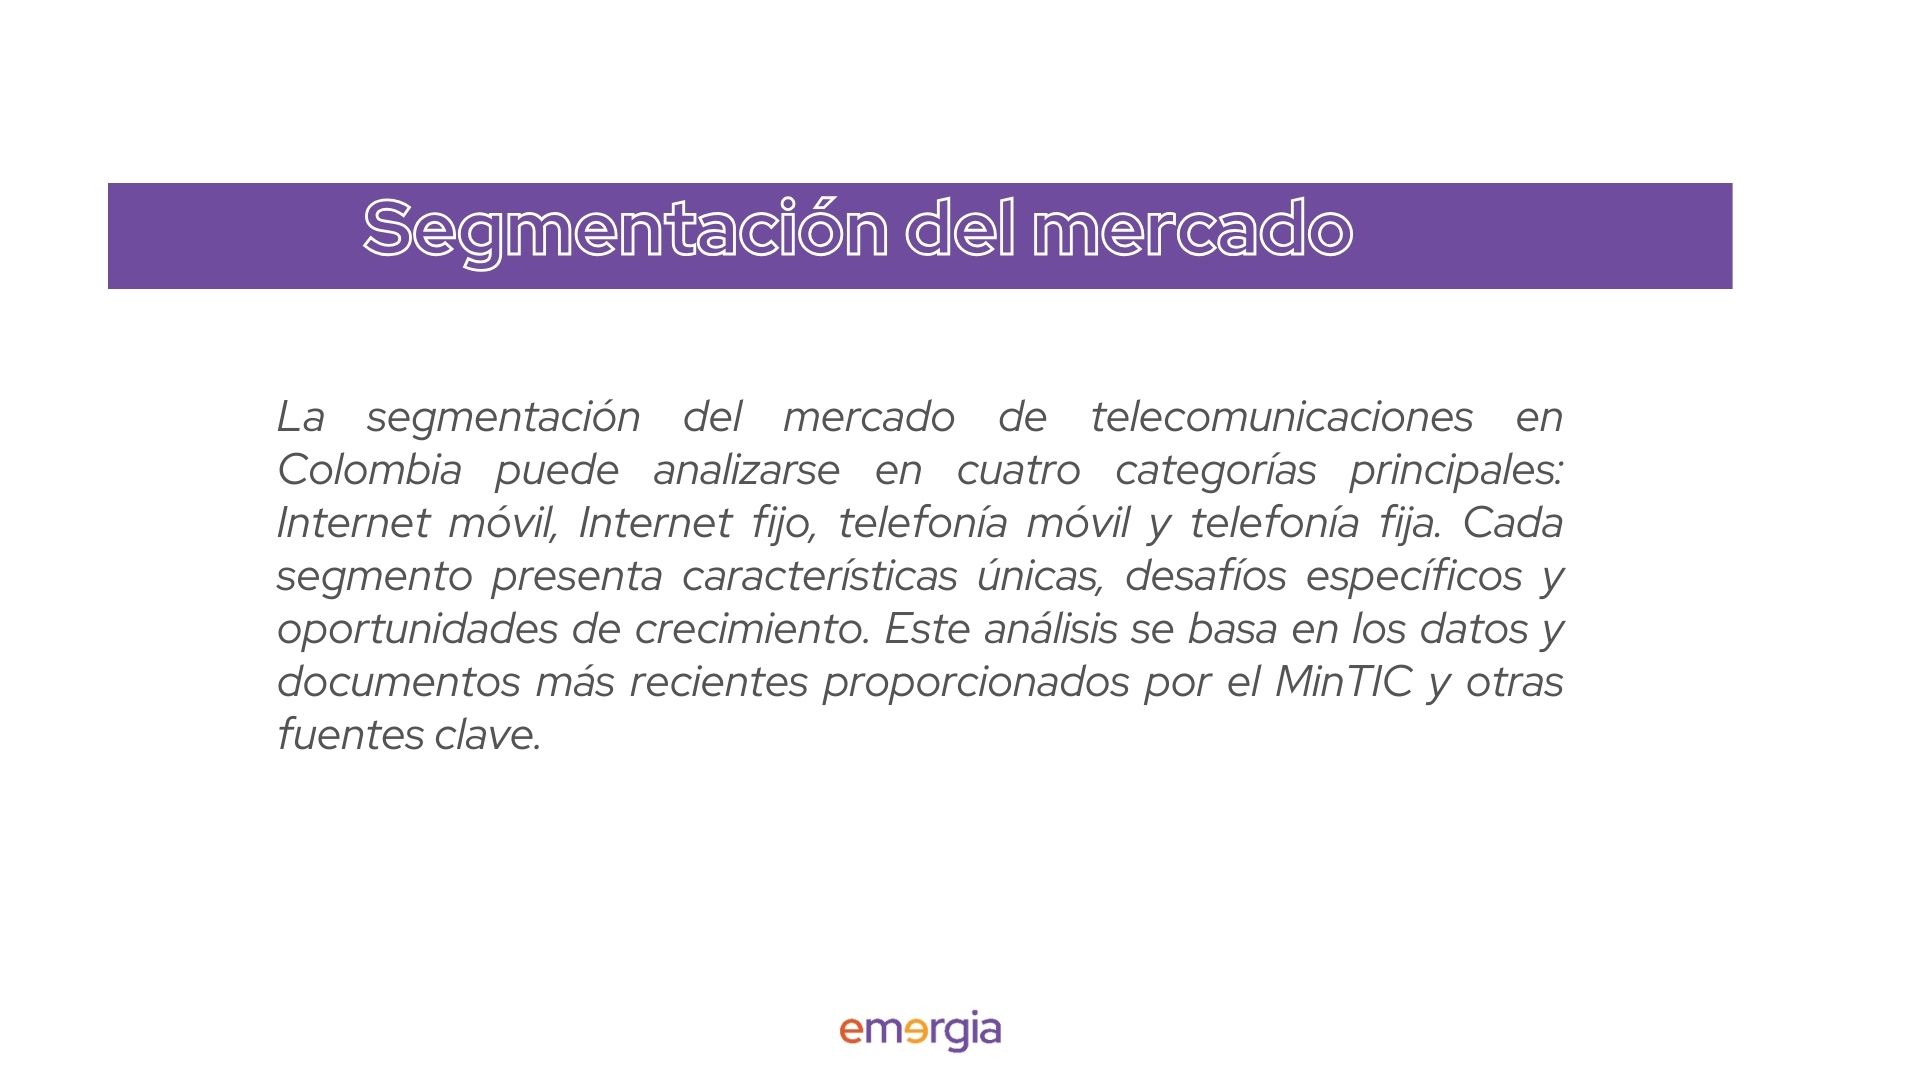 Segmentación del mercado
La segmentación del mercado de telecomunicaciones en
Colombia puede analizarse en cuatro categorías principales:
Internet móvil, Internet fijo, telefonía móvil y telefonía fija. Cada
segmento presenta características únicas, desafíos específicos y
oportunidades de crecimiento. Este análisis se basa en los datos y
documentos más recientes proporcionados por el MinTIC y otras
fuentes clave.
emergia